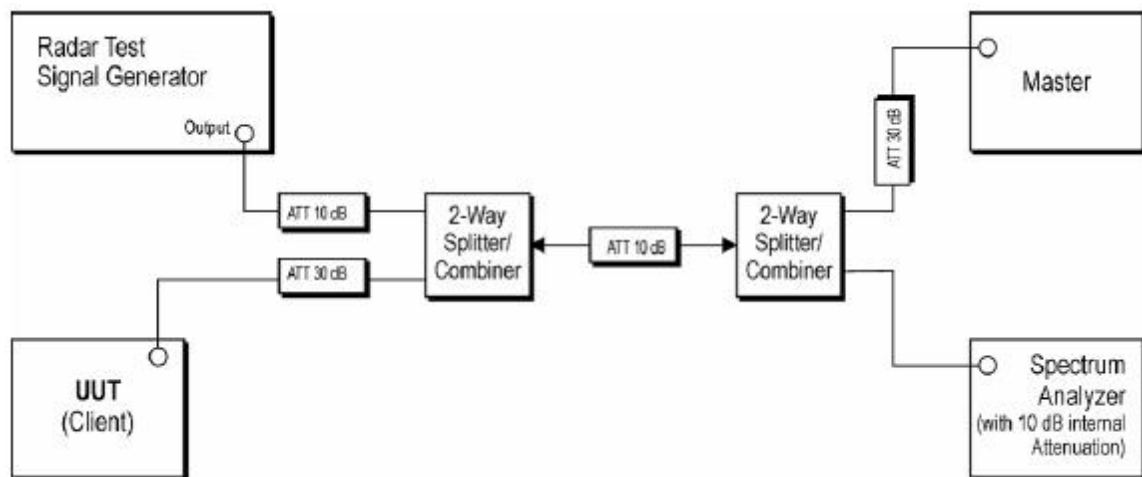 Radar Test
Signal Generator
Output
Master
ATT 30 dB
ATT 10 dB
2-Way
Splitter/
Combiner
ATT 10 dB
2-Way
Splitter/
Combiner
ATT 30 dB
UUT
(Client)
Spectrum
Analyzer
(with 10 dB internal
Attenuation)